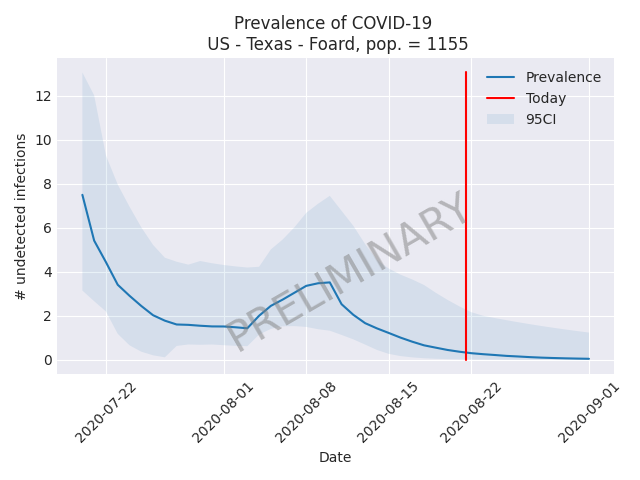 Prevalence of COVID-19
US - Texas - Foard, pop. = 1155
Prevalence
Today
95CI
12
10
8
6
4
2
0
# undetected infections
PRELIMINARY
2020-07-22
2020-08-01
2020-08-08
2020-08-15
2020-08-22
2020-09-01
Date